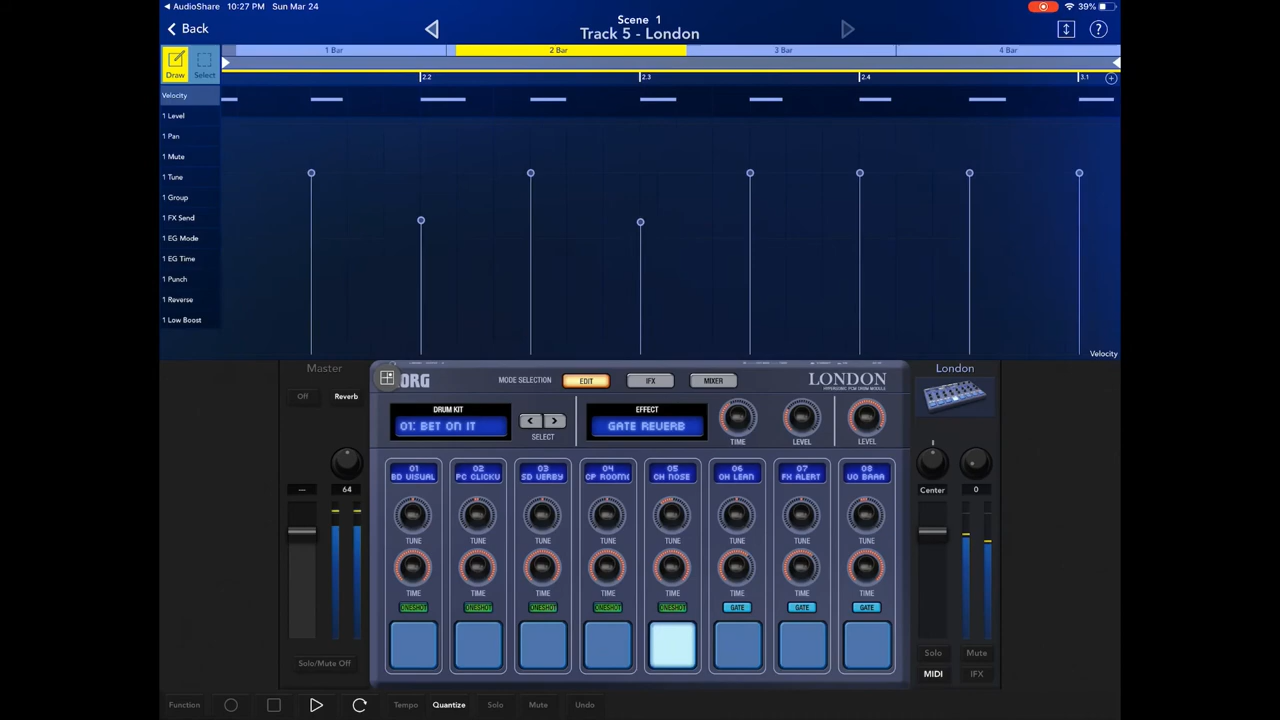 AudioShare 10:27 PM Sun Mar 24
39%
Scene 1
Back
Track 5 - London
?
1 Bar 2 Bar 3 Bar 4 Bar
Draw Select
2.2 2.3 2.4 3.1
Velocity
1 Level
1 Pan
1 Mute
1 Tune
1 Group
1 FX Send
1 EG Mode
1 EG Time
1 Punch
1 Reverse
1 Low Boost
Velocity
Master
London
Off Reverb
ORG MODE SELECTION EDIT IFX MIXER LONDON
HYPERSONIC PCM DRUM MODULE
DRUM KIT EFFECT
01: BET ON IT < > GATE REVERB
SELECT TIME LEVEL LEVEL
01 02 03 04 05 06 07 08
BD VISUAL PC CLICKU SD VERBY CP ROOM( CH NOSE OH LEAN FX ALERT VO BAAA
--- 64 Center 0
TUNE TUNE TUNE TUNE TUNE TUNE TUNE TUNE
TIME TIME TIME TIME TIME TIME TIME TIME
ONESHOT ONESHOT ONESHOT ONESHOT ONESHOT GATE GATE GATE
Solo/Mute Off
Solo Mute
MIDI IFX
Function Tempo Quantize Solo Mute Undo